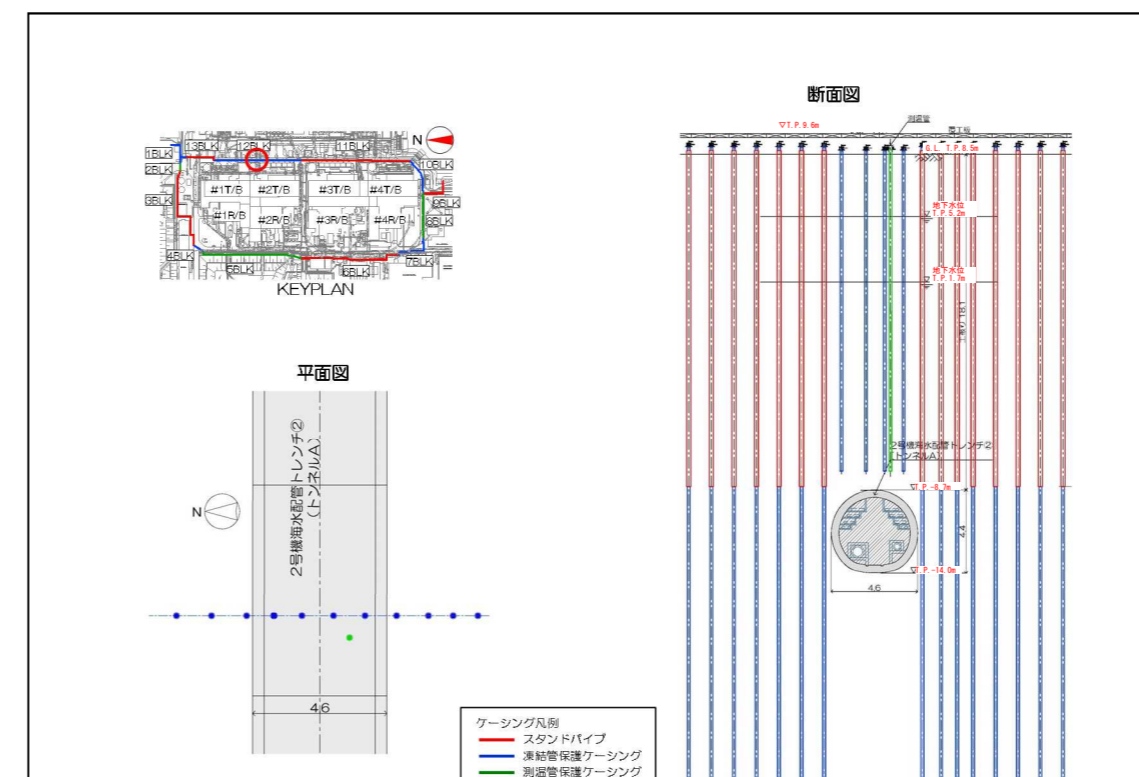 断面図
測温管
▽T.P.9.6m
覆工板
G.L. T.P.8.5m
地下水位
T.P.5.2m
地下水位
T.P.1.7m
土被り 18.1
2号機海水配管トレンチ②
(トンネルA)
▽T.P.-8.7m
4.4
▽T.P.-14.0m
4.6
1BLK
13BLK
12BLK
11BLK
N
10BLK
2BLK
3BLK
#1T/B
#2T/B
#3T/B
#4T/B
9BLK
#1R/B
#2R/B
#3R/B
#4R/B
8BLK
4BLK
5BLK
6BLK
7BLK
KEYPLAN
平面図
2号機海水配管トレンチ②
(トンネルA)
N
4.6
ケーシング凡例
スタンドパイプ
凍結管保護ケーシング
測温管保護ケーシング